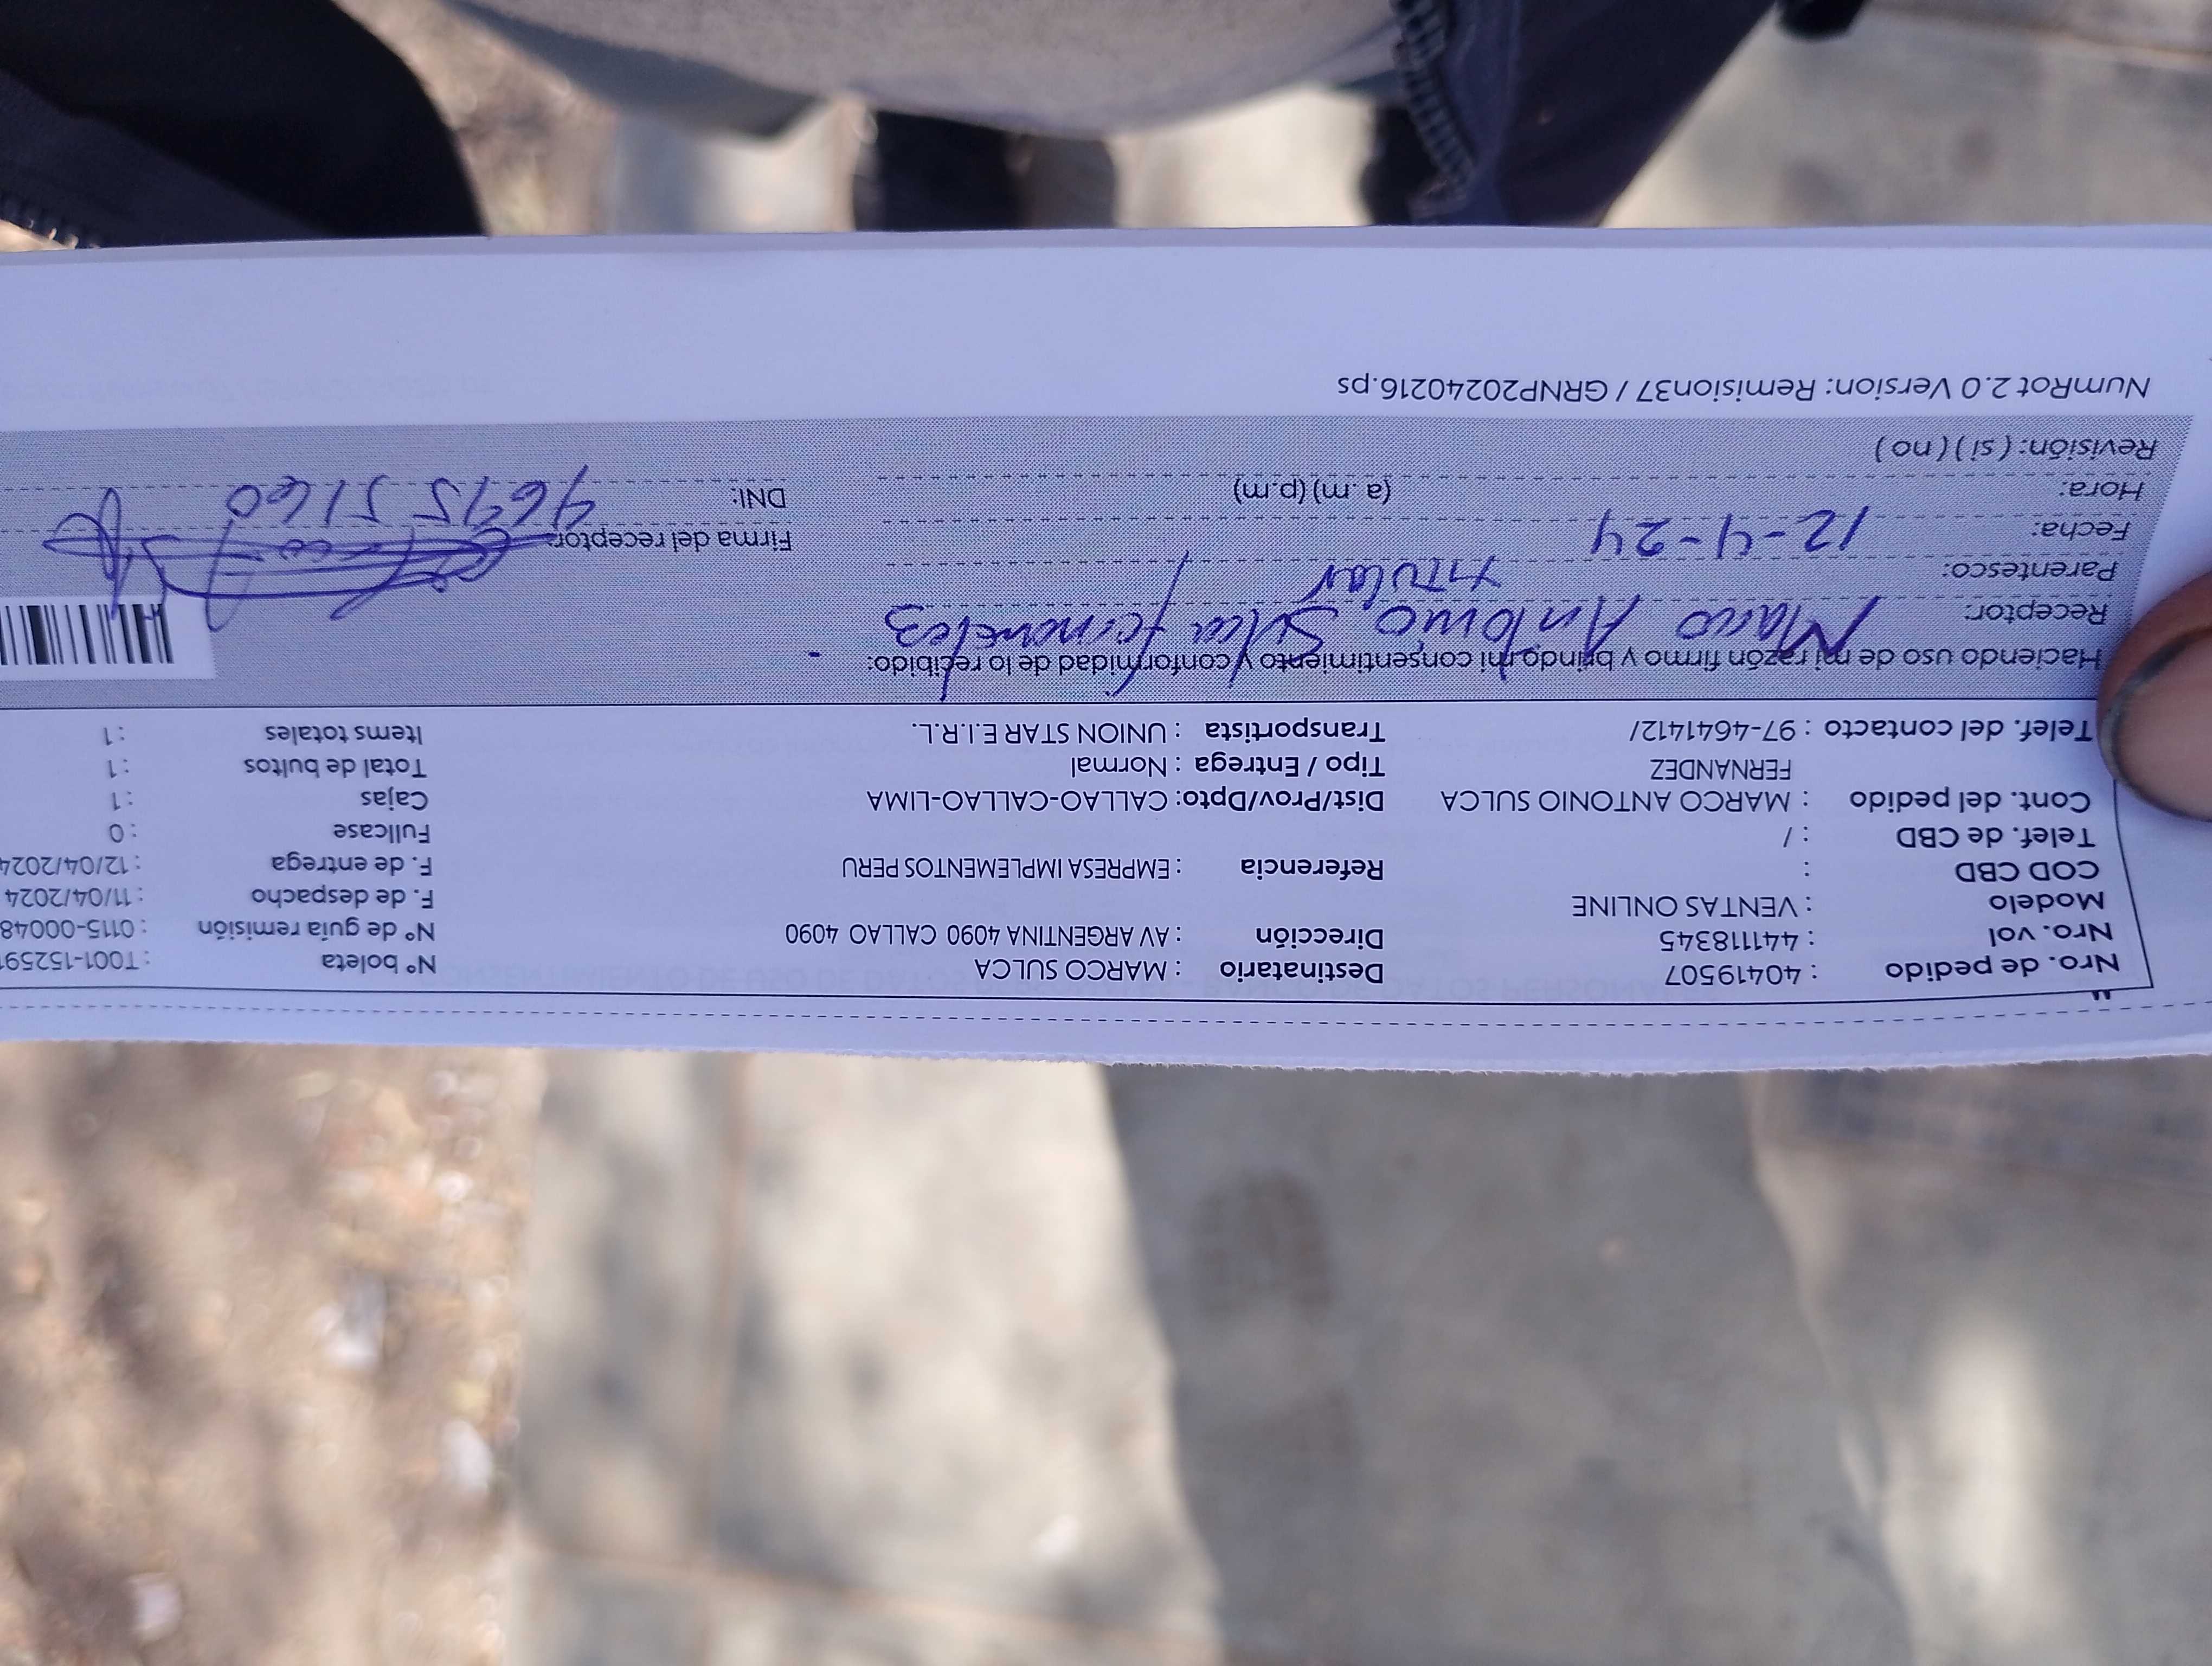 Nro. de pedido : 40419507 Destinatario : MARCO SULCA Nº boleta : T001-152591
Nro. vol : 441118345 Dirección : AV ARGENTINA 4090 CALLAO 4090 Nº de guía remisión : 0115-000048
Modelo : VENTAS ONLINE F. de despacho : 11/04/2024
COD CBD : Referencia : EMPRESA IMPLEMENTOS PERU F. de entrega : 12/04/2024
Telef. de CBD : / Fullcase : 0
Cont. del pedido : MARCO ANTONIO SULCA Dist/Prov/Dpto: CALLAO-CALLAO-LIMA Cajas : 1
FERNANDEZ Tipo / Entrega : Normal Total de bultos : 1
Telef. del contacto : 97-4641412/ Transportista : UNION STAR E.I.R.L. Items totales : 1
Haciendo uso de mi razón firmo y brindo mi consentimiento y conformidad de lo recibido:
Receptor: Marco Antonio Sulca Fernandez
Parentesco: titular
Fecha: 12-4-24 Firma del receptor:
Hora: (a .m) (p.m) DNI:
Revisión: ( si ) ( no )
NumRot 2.0 Version: Remision37 / GRNP20240216.ps